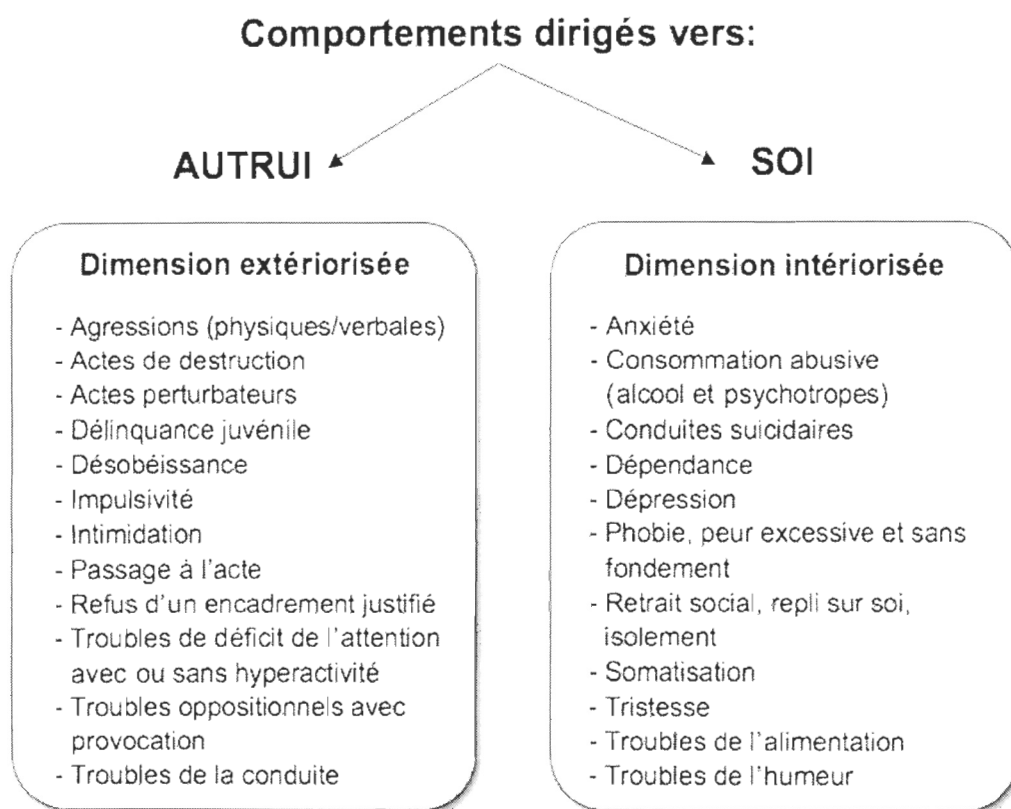 Comportements dirigés vers:
AUTRUI
SOI
Dimension extériorisée
- Agressions (physiques/verbales)
- Actes de destruction
- Actes perturbateurs
- Délinquance juvénile
- Désobéissance
- Impulsivité
- Intimidation
- Passage à l'acte
- Refus d'un encadrement justifié
- Troubles de déficit de l'attention
avec ou sans hyperactivité
- Troubles oppositionnels avec
provocation
- Troubles de la conduite
Dimension intériorisée
- Anxiété
- Consommation abusive
(alcool et psychotropes)
- Conduites suicidaires
- Dépendance
- Dépression
- Phobie, peur excessive et sans
fondement
- Retrait social, repli sur soi,
isolement
- Somatisation
- Tristesse
- Troubles de l'alimentation
- Troubles de l'humeur